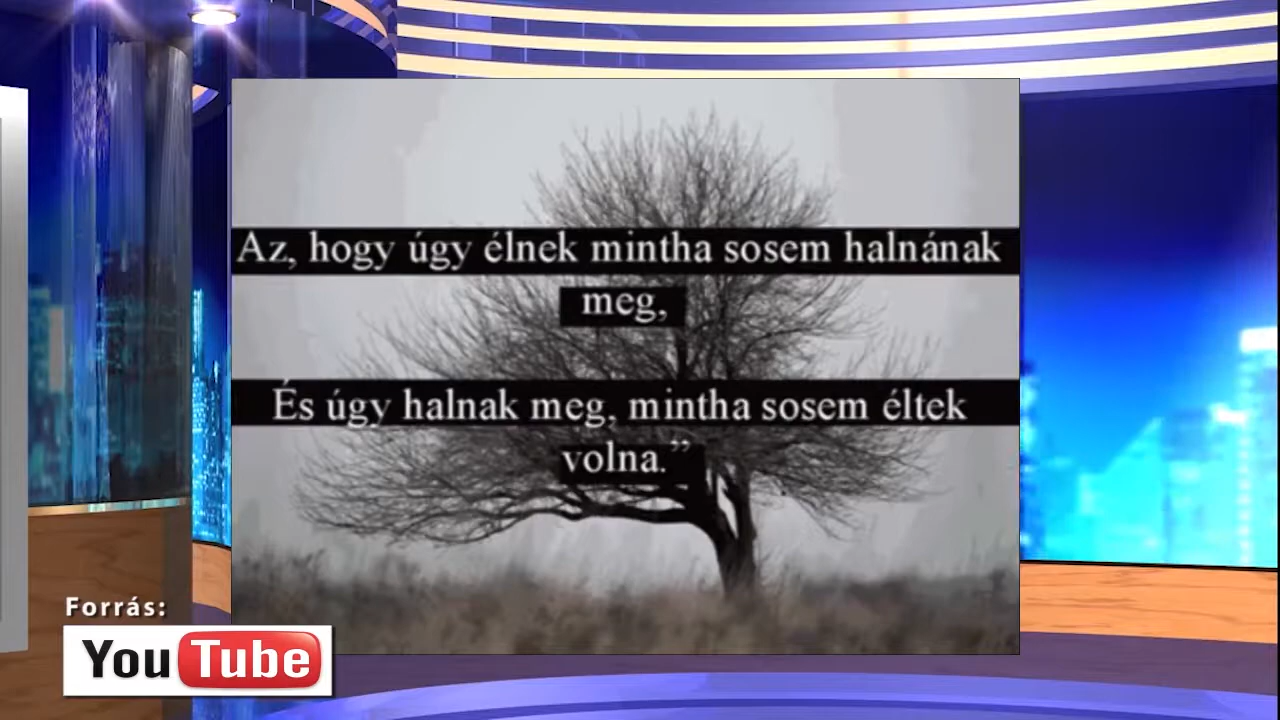 Az, hogy úgy élnek mintha sosem halnának
meg,
És úgy halnak meg, mintha sosem éltek
volna.”
Forrás:
YouTube